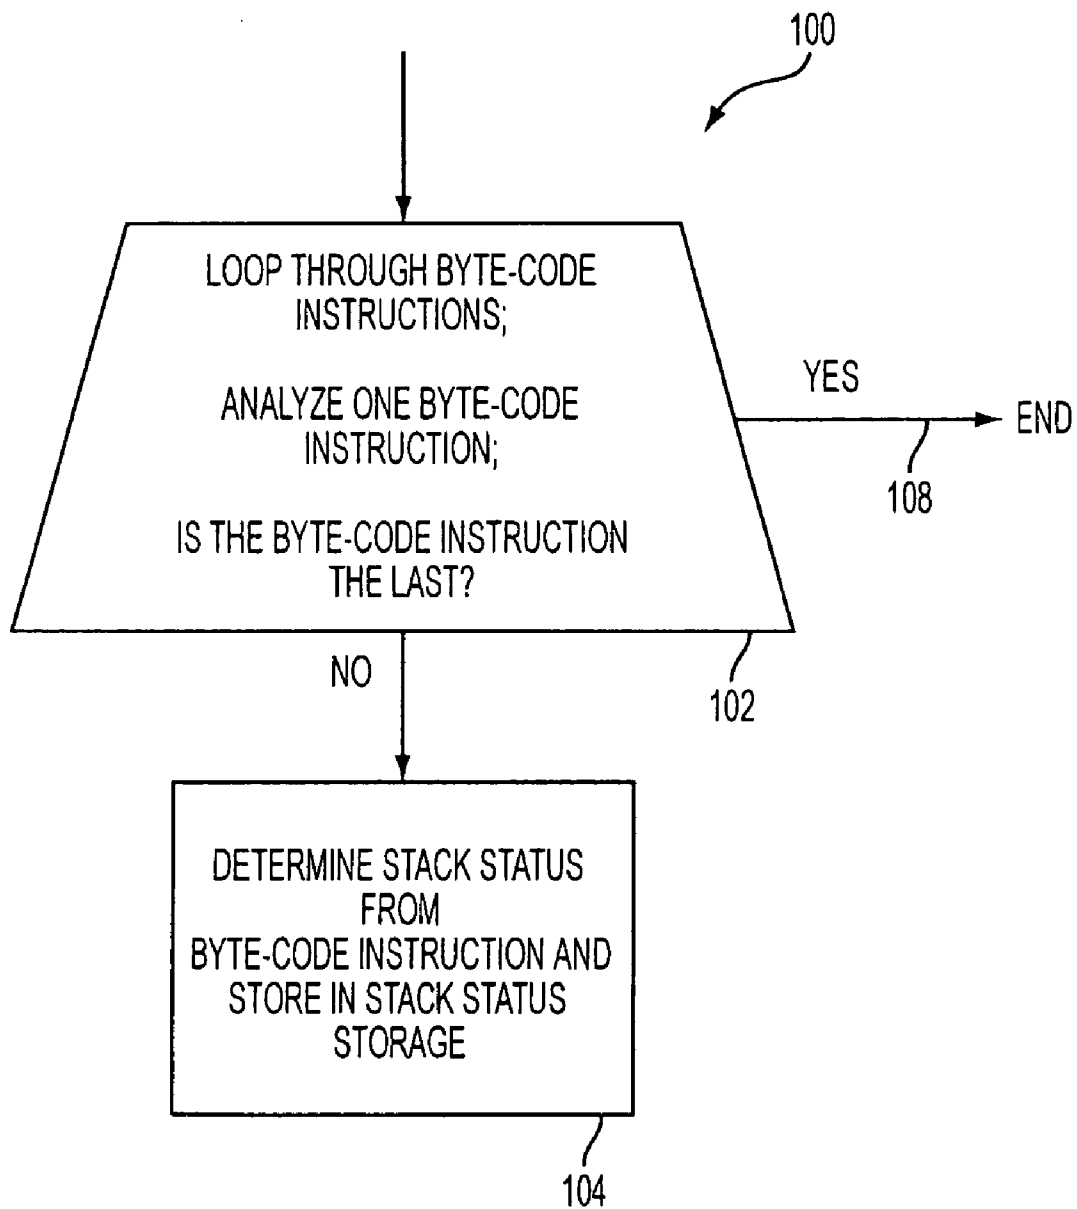 100
LOOP THROUGH BYTE-CODE
INSTRUCTIONS;
ANALYZE ONE BYTE-CODE
INSTRUCTION;
IS THE BYTE-CODE INSTRUCTION
THE LAST?
YES
END
108
NO
102
DETERMINE STACK STATUS
FROM
BYTE-CODE INSTRUCTION AND
STORE IN STACK STATUS
STORAGE
104